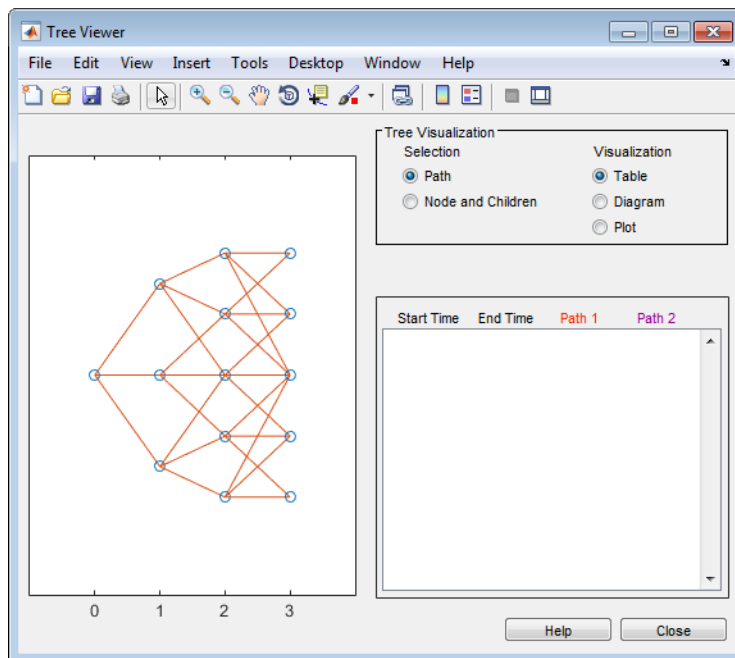 Tree Viewer
File Edit View Insert Tools Desktop Window Help
Tree Visualization
Selection Visualization
Path Table
Node and Children Diagram
Plot
Start Time End Time Path 1 Path 2
0 1 2 3
Help Close